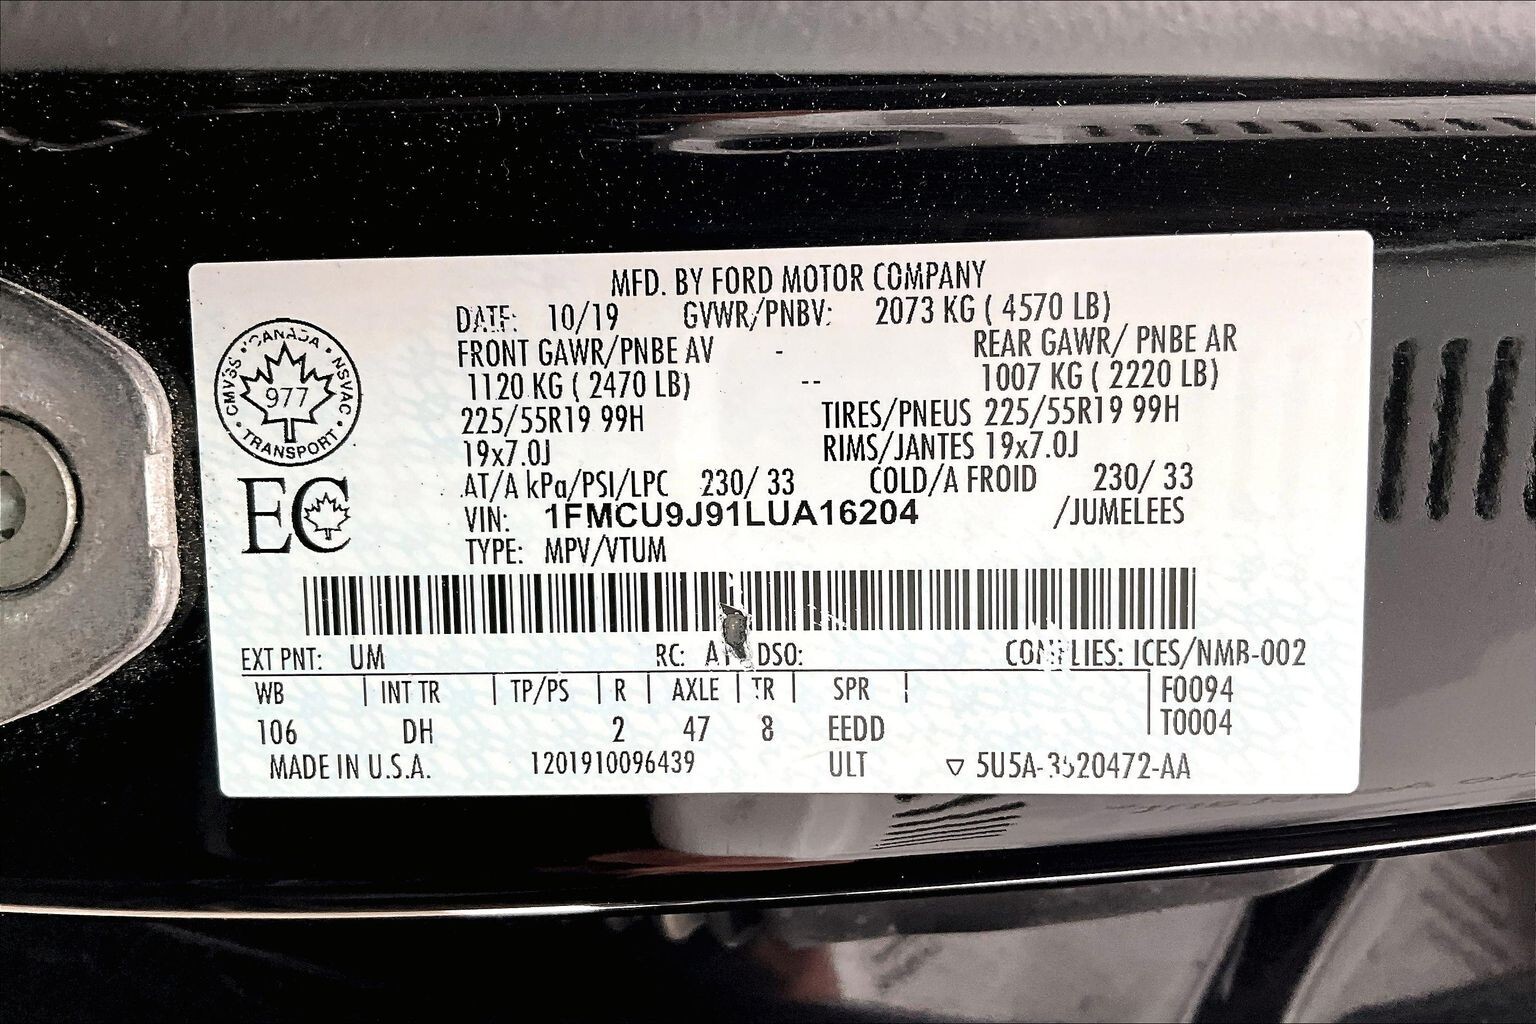 MFD. BY FORD MOTOR COMPANY
DATE: 10/19 GVWR/PNBV: 2073 KG ( 4570 LB)
FRONT GAWR/PNBE AV - REAR GAWR/ PNBE AR
1120 KG ( 2470 LB) -- 1007 KG ( 2220 LB)
225/55R19 99H TIRES/PNEUS 225/55R19 99H
19x7.0J RIMS/JANTES 19x7.0J
AT/A kPa/PSI/LPC 230/ 33 COLD/A FROID 230/ 33
VIN: 1FMCU9J91LUA16204 /JUMELEES
TYPE: MPV/VTUM
CANADA
CMVSS NSVAC
977
TRANSPORT
EC
EXT PNT: UM RC: DSO: COMPLIES: ICES/NMB-002
WB | INT TR | TP/PS | R | AXLE | TR | SPR | F0094
106 DH 2 47 8 EEDD | T0004
MADE IN U.S.A. 1201910096439 ULT ▽